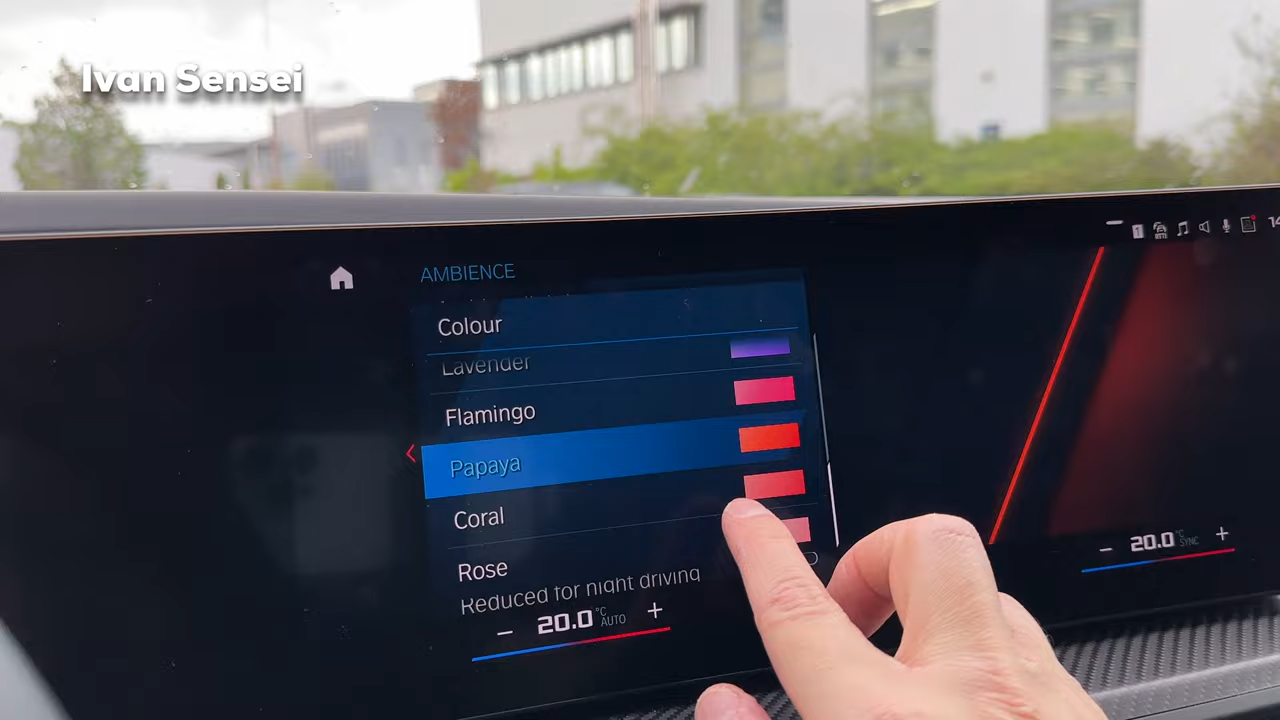 Ivan Sensei
AMBIENCE
Colour
Lavender
Flamingo
Papaya
Coral
Rose
Reduced for night driving
− 20.0 °C AUTO +
− 20.0 °C SYNC +